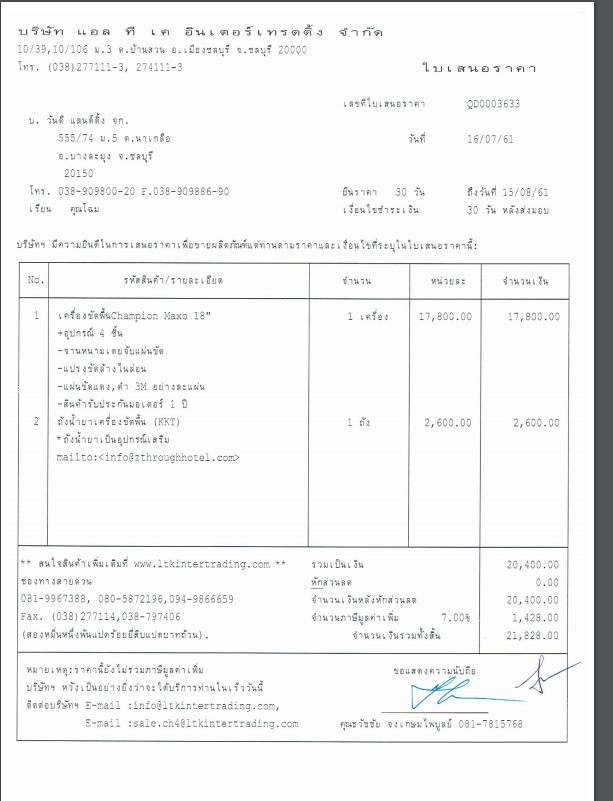 บริษัท แอล ที เค อินเตอร์เทรดดิ้ง จำกัด
10/39,10/106 ม.3 ต.บ้านสวน อ.เมืองชลบุรี จ.ชลบุรี 20000
โทร. (038)277111-3, 274111-3
ใบเสนอราคา
เลขที่ใบเสนอราคา QD0003633
บ. วันดี แลนด์ดิ้ง จก.
555/74 ม.5 ต.นาเกลือ
วันที่ 16/07/61
อ.บางละมุง จ.ชลบุรี
20150
โทร. 038-909800-20 F.038-909886-90
ยืนราคา 30 วัน ถึงวันที่ 15/08/61
เรียน คุณโฉม
เงื่อนไขชำระเงิน 30 วัน หลังส่งมอบ
บริษัทฯ มีความยินดีในการเสนอราคาเพื่อขายผลิตภัณฑ์แด่ท่านตามราคาและเงื่อนไขที่ระบุในใบเสนอราคานี้:
No. รหัสสินค้า/รายละเอียด จำนวน หน่วยละ จำนวนเงิน
1 เครื่องขัดพื้นChampion Maxo 18" 1 เครื่อง 17,800.00 17,800.00
+อุปกรณ์ 4 ชิ้น
-จานหนามเตยจับแผ่นขัด
-แปรงขัดล้างไนล่อน
-แผ่นขัดแดง,ดำ 3M อย่างละแผ่น
-สินค้ารับประกันมอเตอร์ 1 ปี
2 ถังน้ำยาเครื่องขัดพื้น (KKT) 1 ถัง 2,600.00 2,600.00
*ถังน้ำยาเป็นอุปกรณ์เสริม
mailto:<info@zthroughhotel.com>
** สนใจสินค้าเพิ่มเติมที่ www.ltkintertrading.com **
รวมเป็นเงิน 20,400.00
ช่องทางสายด่วน
หักส่วนลด 0.00
081-9967388, 080-5872196,094-9866659
จำนวนเงินหลังหักส่วนลด 20,400.00
Fax. (038)277114,038-797406
จำนวนภาษีมูลค่าเพิ่ม 7.00% 1,428.00
(สองหมื่นหนึ่งพันแปดร้อยยี่สิบแปดบาทถ้วน).
จำนวนเงินรวมทั้งสิ้น 21,828.00
หมายเหตุ:ราคานี้ยังไม่รวมภาษีมูลค่าเพิ่ม
ขอแสดงความนับถือ
บริษัทฯ หวังเป็นอย่างยิ่งว่าจะได้บริการท่านในเร็ววันนี้
ติดต่อบริษัทฯ E-mail :info@ltkintertrading.com,
E-mail :sale.ch4@ltkintertrading.com
คุณธวัชชัย จงเกษมไพบูลย์ 081-7815768